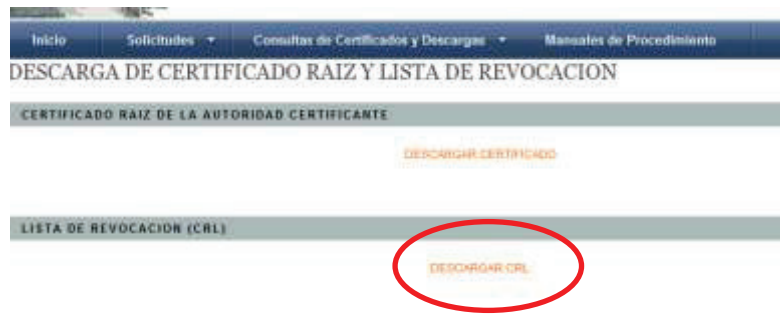 Inicio Solicitudes Consultas de Certificados y Descargas Manuales de Procedimiento
DESCARGA DE CERTIFICADO RAIZ Y LISTA DE REVOCACION
CERTIFICADO RAIZ DE LA AUTORIDAD CERTIFICANTE
DESCARGAR CERTIFICADO
LISTA DE REVOCACION (CRL)
DESCARGAR CRL